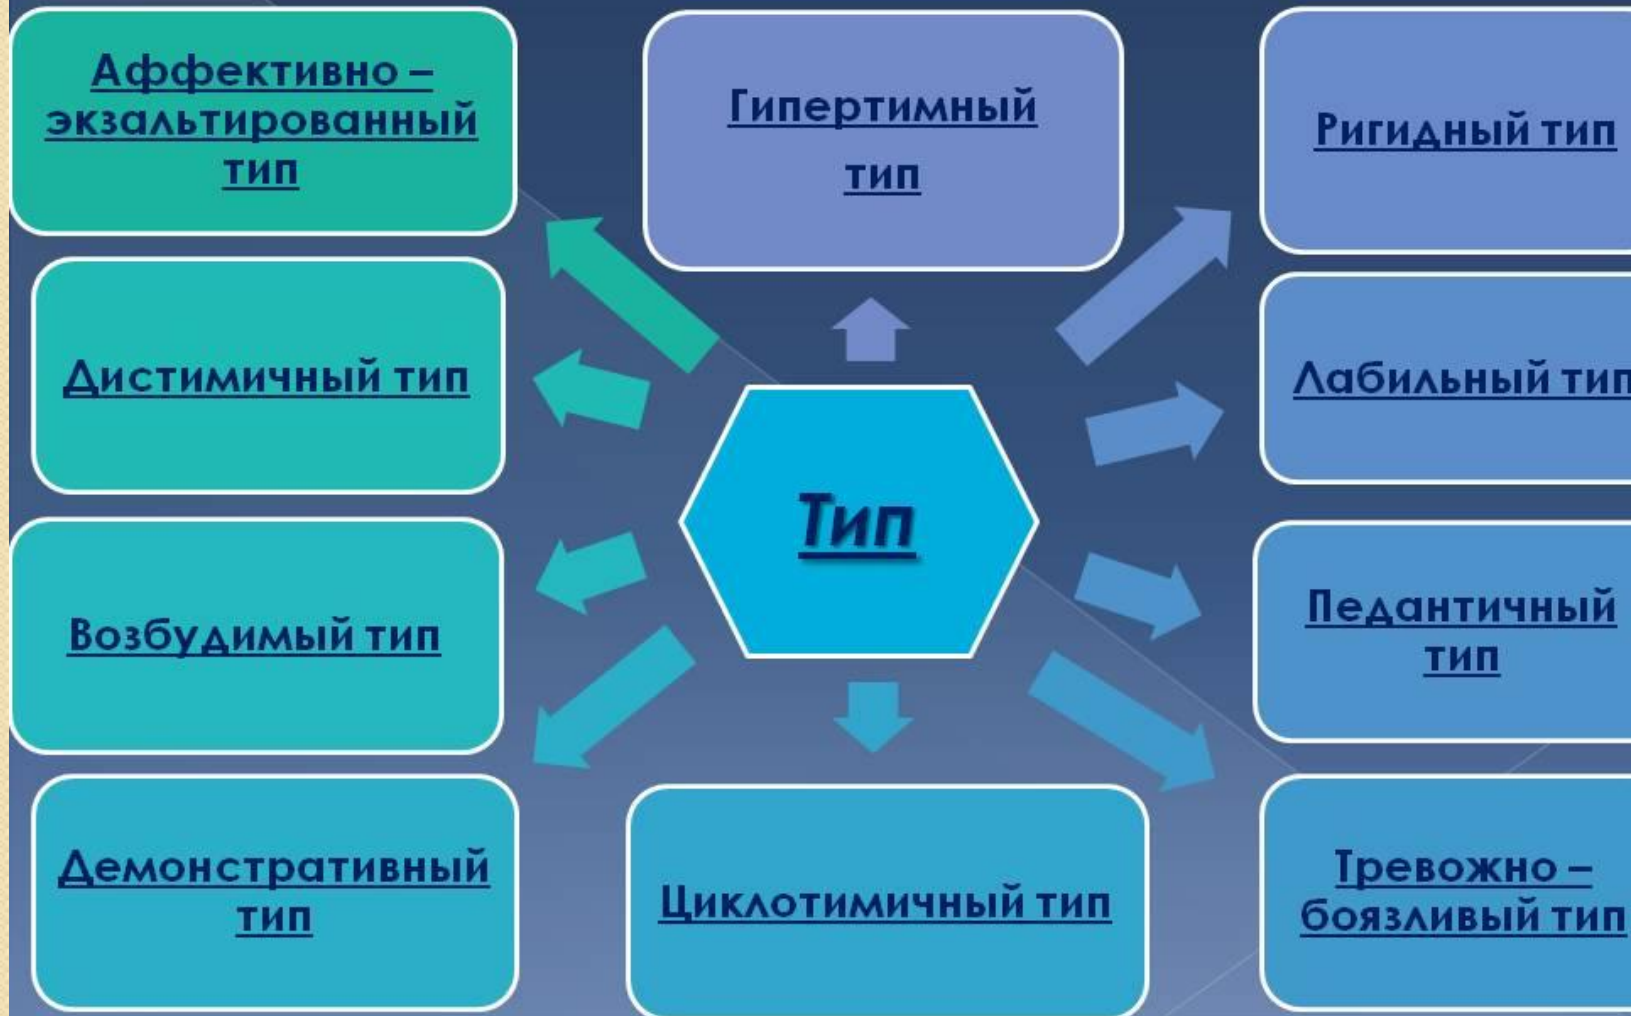 Аффективно –
экзальтированный
тип
Гипертимный
тип
Ригидный тип
Дистимичный тип
Лабильный тип
Тип
Возбудимый тип
Педантичный
тип
Демонстративный
тип
Циклотимичный тип
Тревожно –
боязливый тип